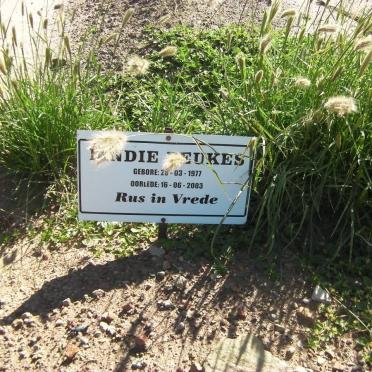 GEBORE: 28 - 03 - 1977
OORLEDE: 16 - 06 - 2003
Rus in Vrede